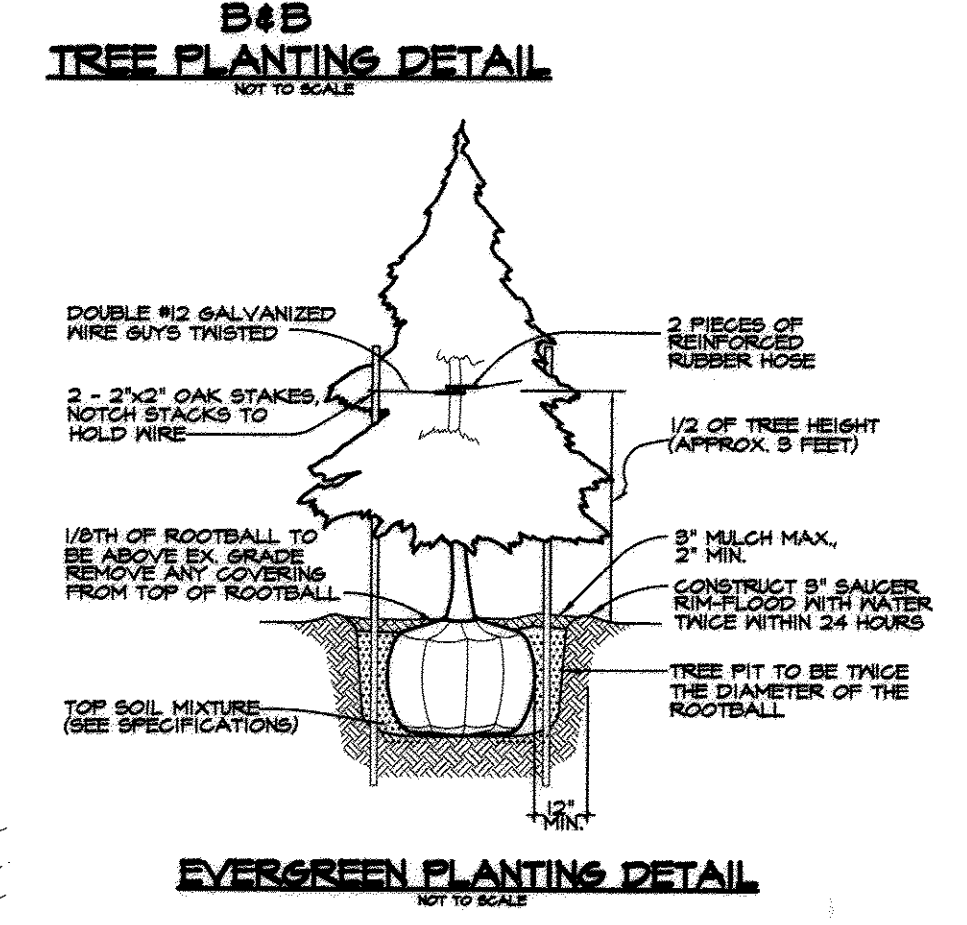 B&B
TREE PLANTING DETAIL
NOT TO SCALE
DOUBLE #12 GALVANIZED
WIRE GUYS TWISTED
2 - 2"x2" OAK STAKES,
NOTCH STACKS TO
HOLD WIRE
1/8TH OF ROOTBALL TO
BE ABOVE EX. GRADE
REMOVE ANY COVERING
FROM TOP OF ROOTBALL
TOP SOIL MIXTURE
(SEE SPECIFICATIONS)
2 PIECES OF
REINFORCED
RUBBER HOSE
1/2 OF TREE HEIGHT
(APPROX. 3 FEET)
3" MULCH MAX.,
2" MIN.
CONSTRUCT 3" SAUCER
RIM-FLOOD WITH WATER
TWICE WITHIN 24 HOURS
TREE PIT TO BE TWICE
THE DIAMETER OF THE
ROOTBALL
12"
MIN.
EVERGREEN PLANTING DETAIL
NOT TO SCALE